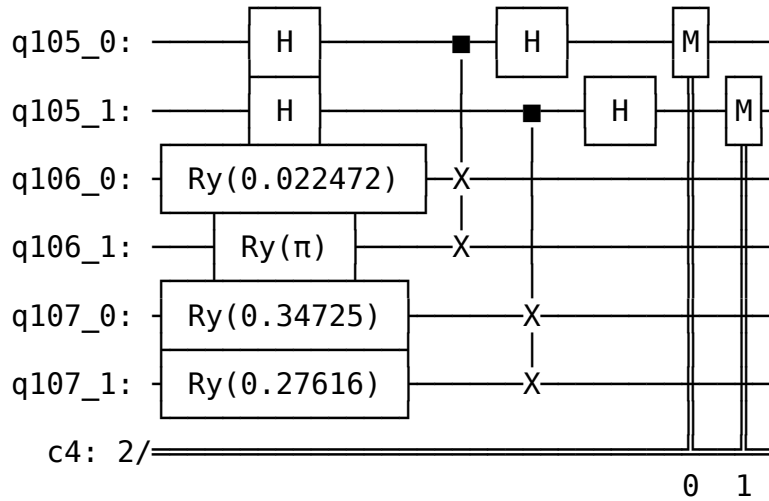 q105_0: H ■ H M
q105_1: H ■ H M
q106_0: Ry(0.022472) X
q106_1: Ry(π) X
q107_0: Ry(0.34725) X
q107_1: Ry(0.27616) X
c4: 2/
0 1